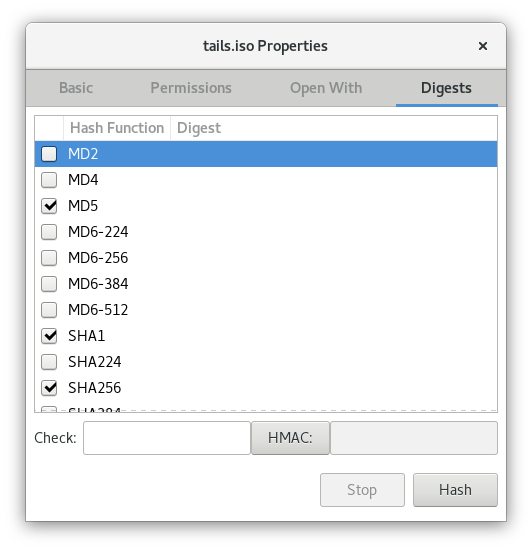 tails.iso Properties
Basic Permissions Open With Digests
Hash Function Digest
MD2
MD4
MD5
MD6-224
MD6-256
MD6-384
MD6-512
SHA1
SHA224
SHA256
Check: HMAC:
Stop Hash